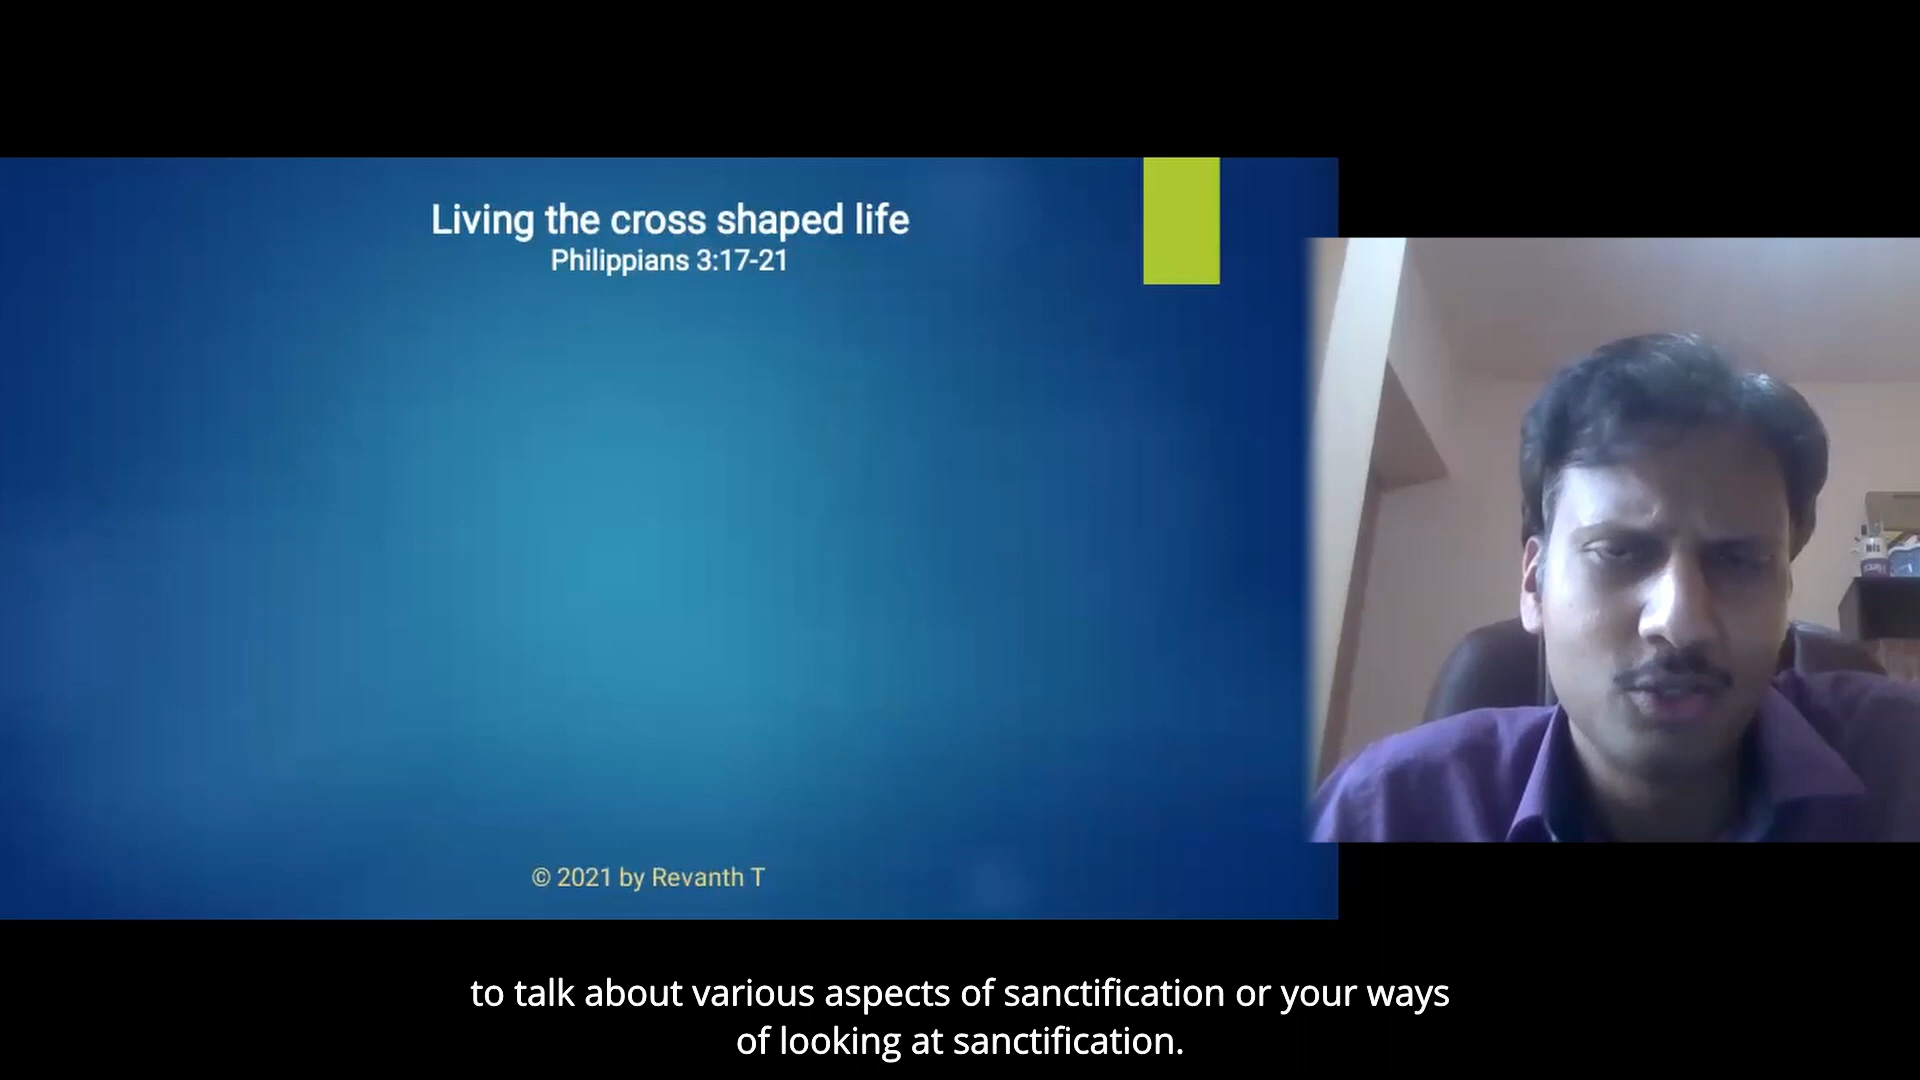 Living the cross shaped life
Philippians 3:17-21
© 2021 by Revanth T
to talk about various aspects of sanctification or your ways
of looking at sanctification.